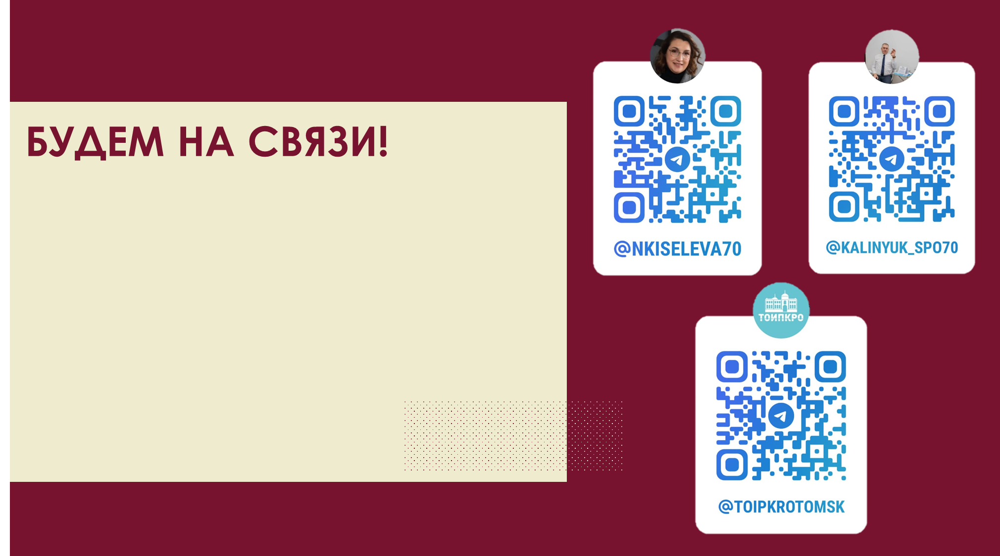 БУДЕМ НА СВЯЗИ!
@NKISELEVA70
@KALINYUK_SPO70
ТОИПКРО
@TOIPKROTOMSK